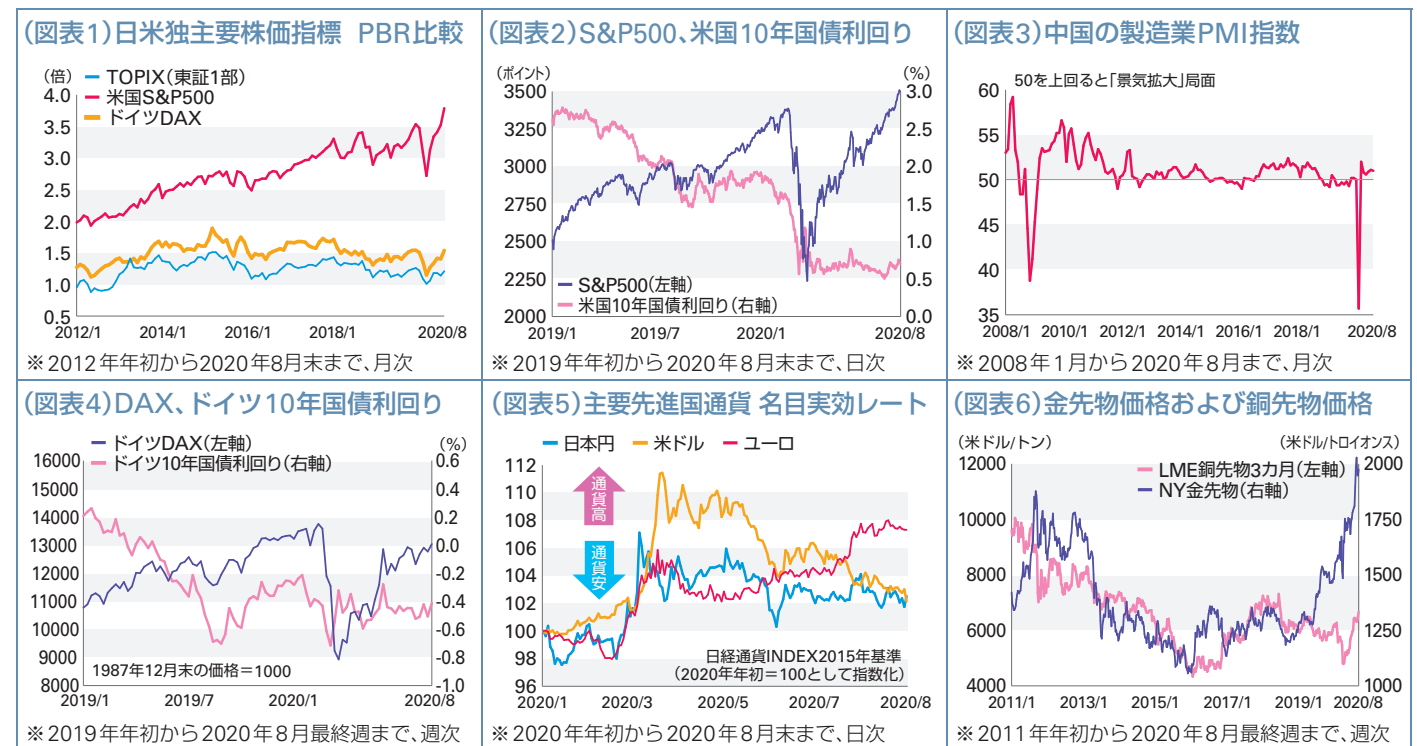 (図表1)日米独主要株価指標 PBR比較
(倍)
TOPIX(東証1部)
米国S&P500
ドイツDAX
4.0
3.5
3.0
2.5
2.0
1.5
1.0
0.5
2012/1 2014/1 2016/1 2018/1 2020/8
※2012年年初から2020年8月末まで、月次
(図表2)S&P500、米国10年国債利回り
(ポイント) (%)
3500 3.0
3250 2.5
3000 2.0
2750 1.5
2500 1.0
2250 0.5
2000 0.0
S&P500(左軸)
米国10年国債利回り(右軸)
2019/1 2019/7 2020/1 2020/8
※2019年年初から2020年8月末まで、日次
(図表3)中国の製造業PMI指数
50を上回ると「景気拡大」局面
60
55
50
45
40
35
2008/1 2010/1 2012/1 2014/1 2016/1 2018/1 2020/8
※2008年1月から2020年8月まで、月次
(図表4)DAX、ドイツ10年国債利回り
ドイツDAX(左軸)
ドイツ10年国債利回り(右軸)
(%)
16000 0.6
15000 0.4
14000 0.2
13000 0.0
12000 -0.2
11000 -0.4
10000 -0.6
9000 -0.8
8000 -1.0
1987年12月末の価格=1000
2019/1 2019/7 2020/1 2020/8
※2019年年初から2020年8月最終週まで、週次
(図表5)主要先進国通貨 名目実効レート
日本円 米ドル ユーロ
112
110
108
106
104
102
100
98
96
通貨高
通貨安
日経通貨INDEX2015年基準
(2020年年初=100として指数化)
2020/1 2020/3 2020/5 2020/7 2020/8
※2020年年初から2020年8月末まで、日次
(図表6)金先物価格および銅先物価格
(米ドル/トン) (米ドル/トロイオンス)
LME銅先物3カ月(左軸)
NY金先物(右軸)
12000 2000
10000 1750
8000 1500
6000 1250
4000 1000
2011/1 2013/1 2015/1 2017/1 2019/1 2020/8
※2011年年初から2020年8月最終週まで、週次